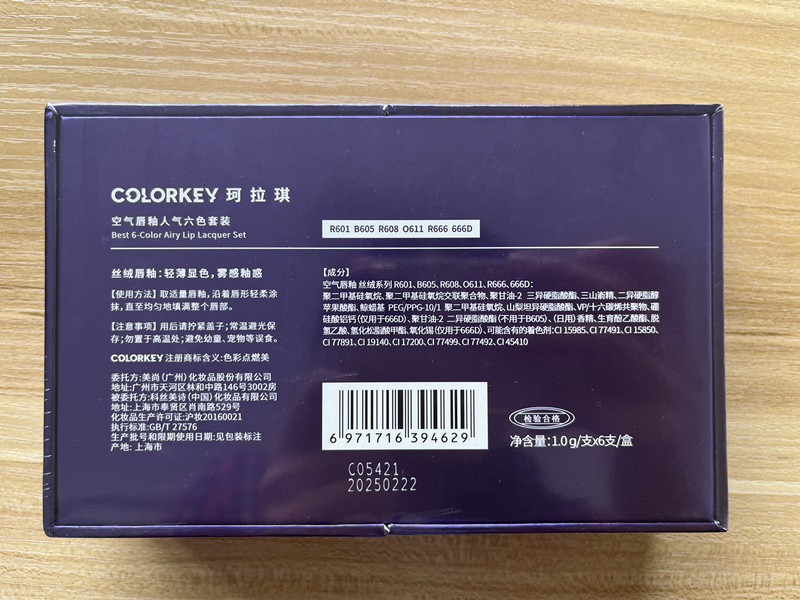 COLORKEY 珂拉琪
空气唇釉人气六色套装
Best 6-Color Airy Lip Lacquer Set
R601 B605 R608 O611 R666 666D
丝绒唇釉：轻薄显色，雾感釉惑
【使用方法】取适量唇釉，沿着唇形轻柔涂
抹，直至均匀地填满整个唇部。
【注意事项】用后请拧紧盖子；常温避光保
存；勿置于高温处；避免幼童、宠物等误食。
COLORKEY 注册商标含义：色彩点燃美
委托方：美尚（广州）化妆品股份有限公司
地址：广州市天河区林和中路146号3002房
被委托方：科丝美诗（中国）化妆品有限公司
地址：上海市奉贤区肖南路529号
化妆品生产许可证：沪妆20160021
执行标准：GB/T 27576
生产批号和限期使用日期：见包装标注
产地：上海市
【成分】
空气唇釉 丝绒系列 R601、B605、R608、O611、R666、666D：
聚二甲基硅氧烷、聚二甲基硅氧烷交联聚合物、聚甘油-2 三异硬脂酸酯、三山嵛精、二异硬脂醇
苹果酸酯、鲸蜡基 PEG/PPG-10/1 聚二甲基硅氧烷、山梨坦异硬脂酸酯、VP/十六碳烯共聚物、硼
硅酸铝钙（仅用于666D）、聚甘油-2 二异硬脂酸酯（不用于B605）、（日用）香精、生育酚乙酸酯、脱
氢乙酸、氢化松脂酸甲酯、氧化锡（仅用于666D）、可能含有的着色剂：CI 15985、CI 77491、CI 15850、
CI 77891、CI 19140、CI 17200、CI 77499、CI 77492、CI 45410
6 971716 394629
检验合格
净含量：1.0g/支x6支/盒
C05421
20250222